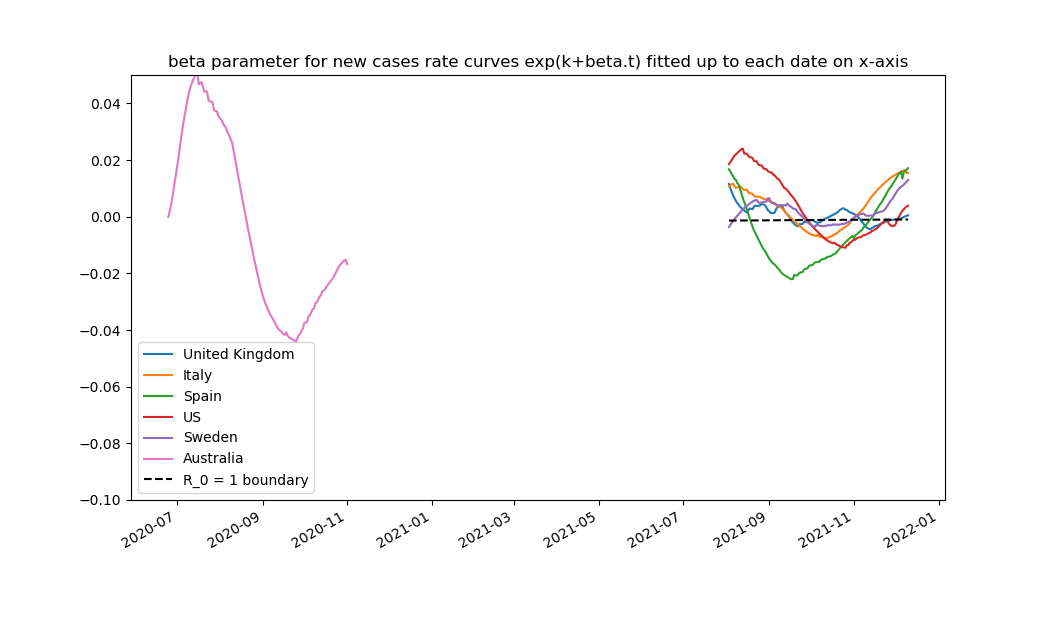 beta parameter for new cases rate curves exp(k+beta.t) fitted up to each date on x-axis
0.04
0.02
0.00
−0.02
−0.04
−0.06
−0.08
−0.10
United Kingdom
Italy
Spain
US
Sweden
Australia
R_0 = 1 boundary
2020-07
2020-09
2020-11
2021-01
2021-03
2021-05
2021-07
2021-09
2021-11
2022-01